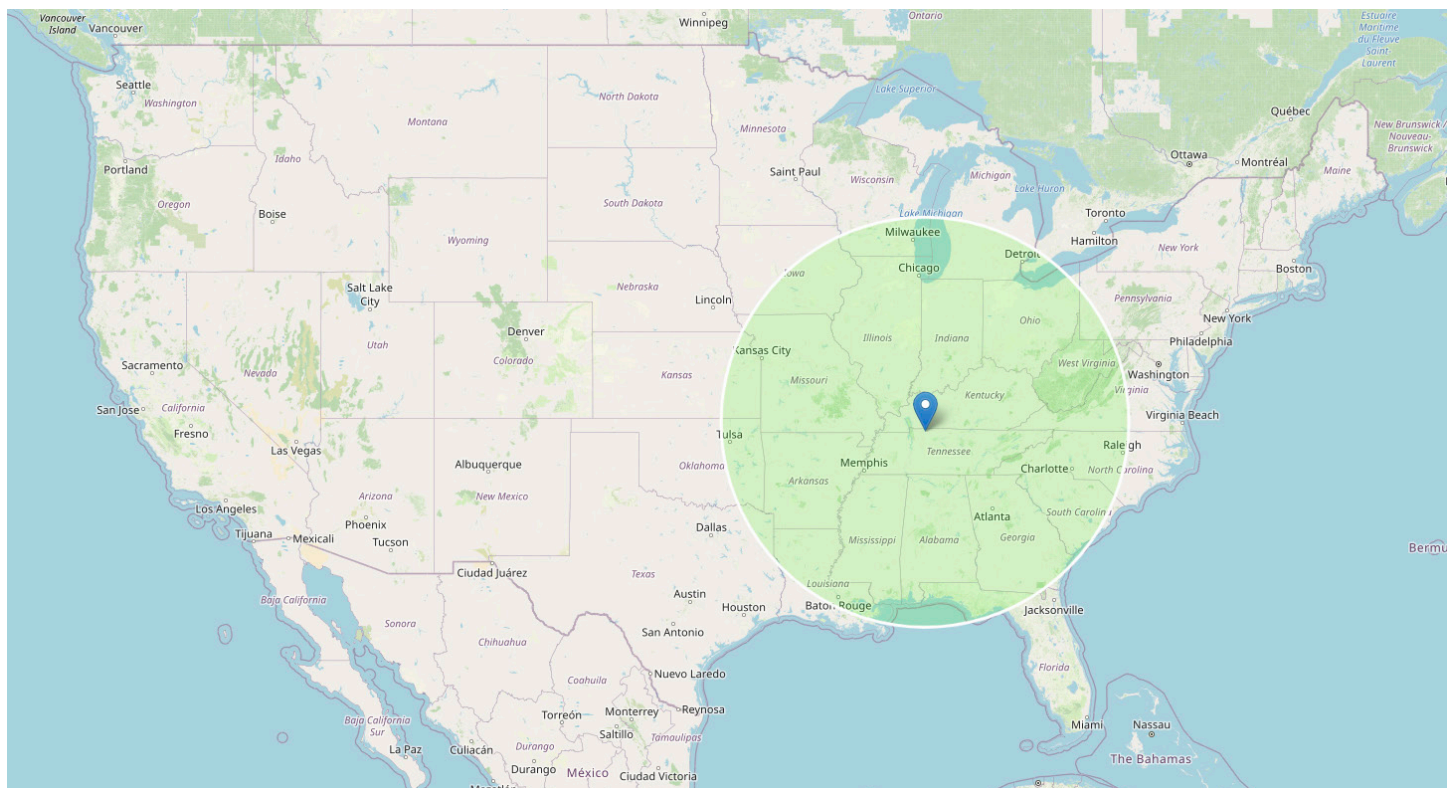 Vancouver
Island
Vancouver
Winnipeg
Ontario
Estuaire
Maritime
du Fleuve
Saint-
Laurent
Seattle
Washington
North Dakota
Montana
Minnesota
Lake Superior
Québec
New Brunswick /
Nouveau-
Brunswick
Portland
Idaho
Saint Paul
Wisconsin
Michigan
Ottawa
Montréal
Maine
Lake Huron
Oregon
Boise
South Dakota
Lake Michigan
Toronto
Hamilton
New York
Wyoming
Milwaukee
Detroit
Chicago
Boston
Iowa
Salt Lake
City
Nebraska
Lincoln
Pennsylvania
New York
Ohio
Denver
Utah
Colorado
Illinois
Indiana
Philadelphia
Sacramento
Nevada
Kansas City
Kansas
Missouri
West Virginia
Washington
Virginia
Kentucky
San Jose
California
Fresno
Virginia Beach
Las Vegas
Tulsa
Tennessee
Raleigh
Albuquerque
Oklahoma
Memphis
Charlotte
North Carolina
Arkansas
Arizona
New Mexico
Los Angeles
Phoenix
Dallas
Atlanta
South Carolina
Tijuana
Mexicali
Tucson
Mississippi
Alabama
Georgia
Bermu
Ciudad Juárez
Texas
Louisiana
Baja California
Austin
Houston
Baton Rouge
Jacksonville
Sonora
Chihuahua
San Antonio
Coahuila
Nuevo Laredo
Florida
Baja California
Sur
Torreón
Monterrey
Reynosa
Saltillo
Tamaulipas
Miami
Nassau
La Paz
Culiacán
Durango
Durango
México
Ciudad Victoria
The Bahamas